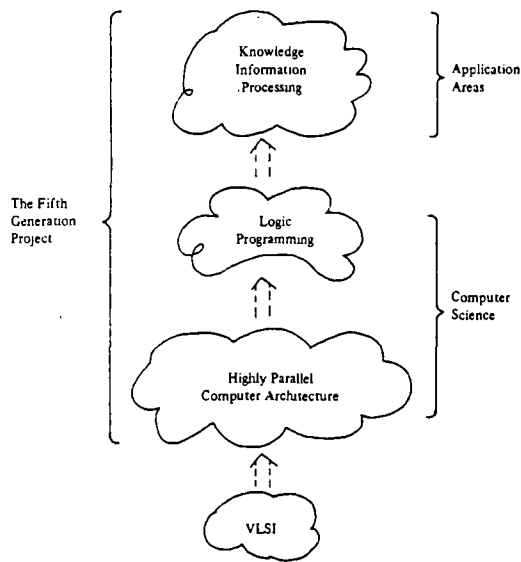 Knowledge
Information
Processing
Application
Areas
The Fifth
Generation
Project
Logic
Programming
Computer
Science
Highly Parallel
Computer Architecture
VLSI